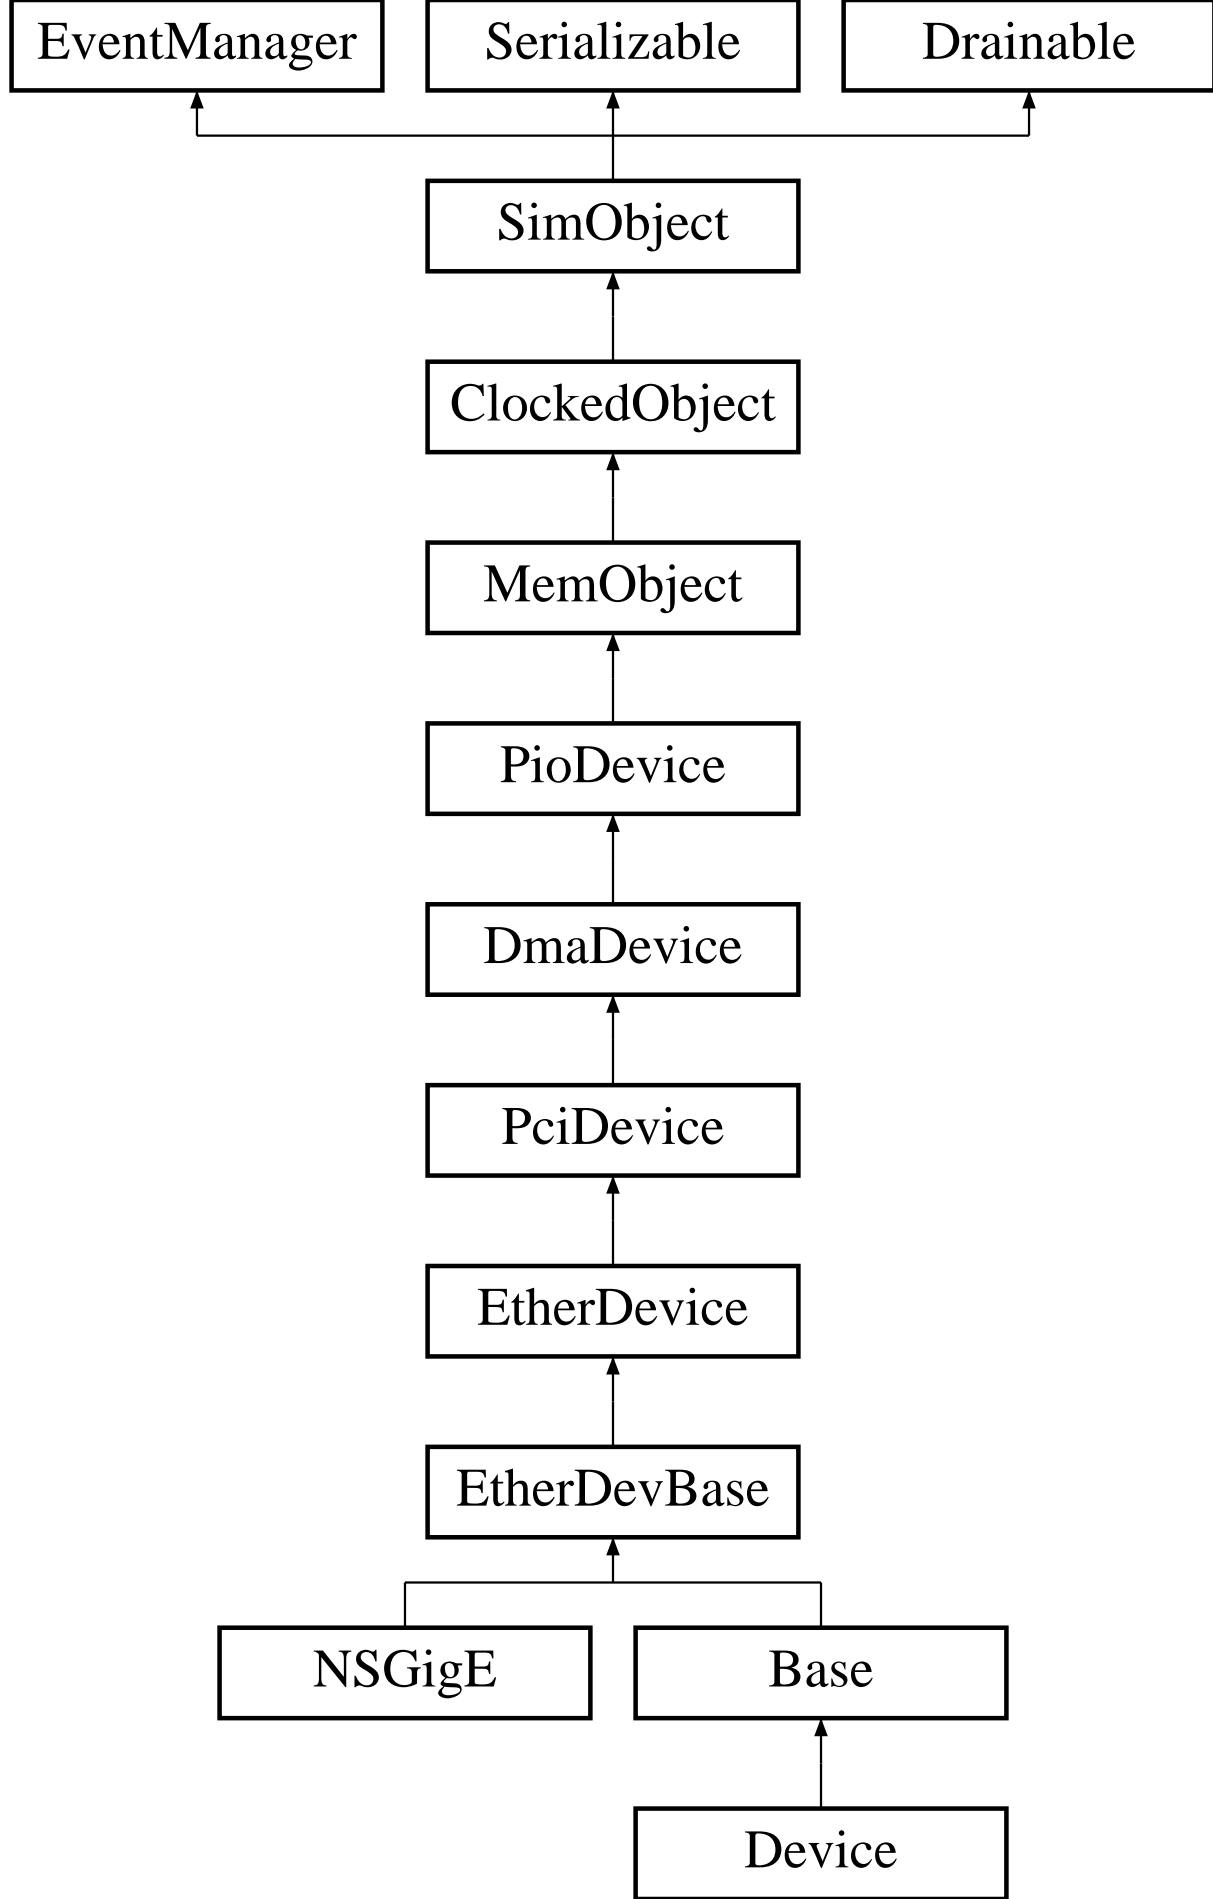 EventManager
Serializable
Drainable
SimObject
ClockedObject
MemObject
PioDevice
DmaDevice
PciDevice
EtherDevice
EtherDevBase
NSGigE
Base
Device